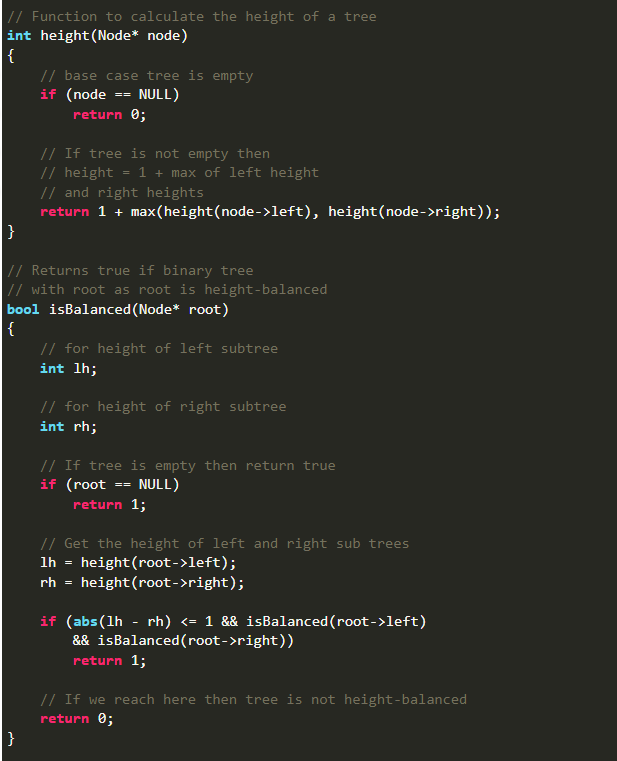 // Function to calculate the height of a tree
int height(Node* node)
{
    // base case tree is empty
    if (node == NULL)
        return 0;

    // If tree is not empty then
    // height = 1 + max of left height
    // and right heights
    return 1 + max(height(node->left), height(node->right));
}

// Returns true if binary tree
// with root as root is height-balanced
bool isBalanced(Node* root)
{
    // for height of left subtree
    int lh;

    // for height of right subtree
    int rh;

    // If tree is empty then return true
    if (root == NULL)
        return 1;

    // Get the height of left and right sub trees
    lh = height(root->left);
    rh = height(root->right);

    if (abs(lh - rh) <= 1 && isBalanced(root->left)
        && isBalanced(root->right))
        return 1;

    // If we reach here then tree is not height-balanced
    return 0;
}